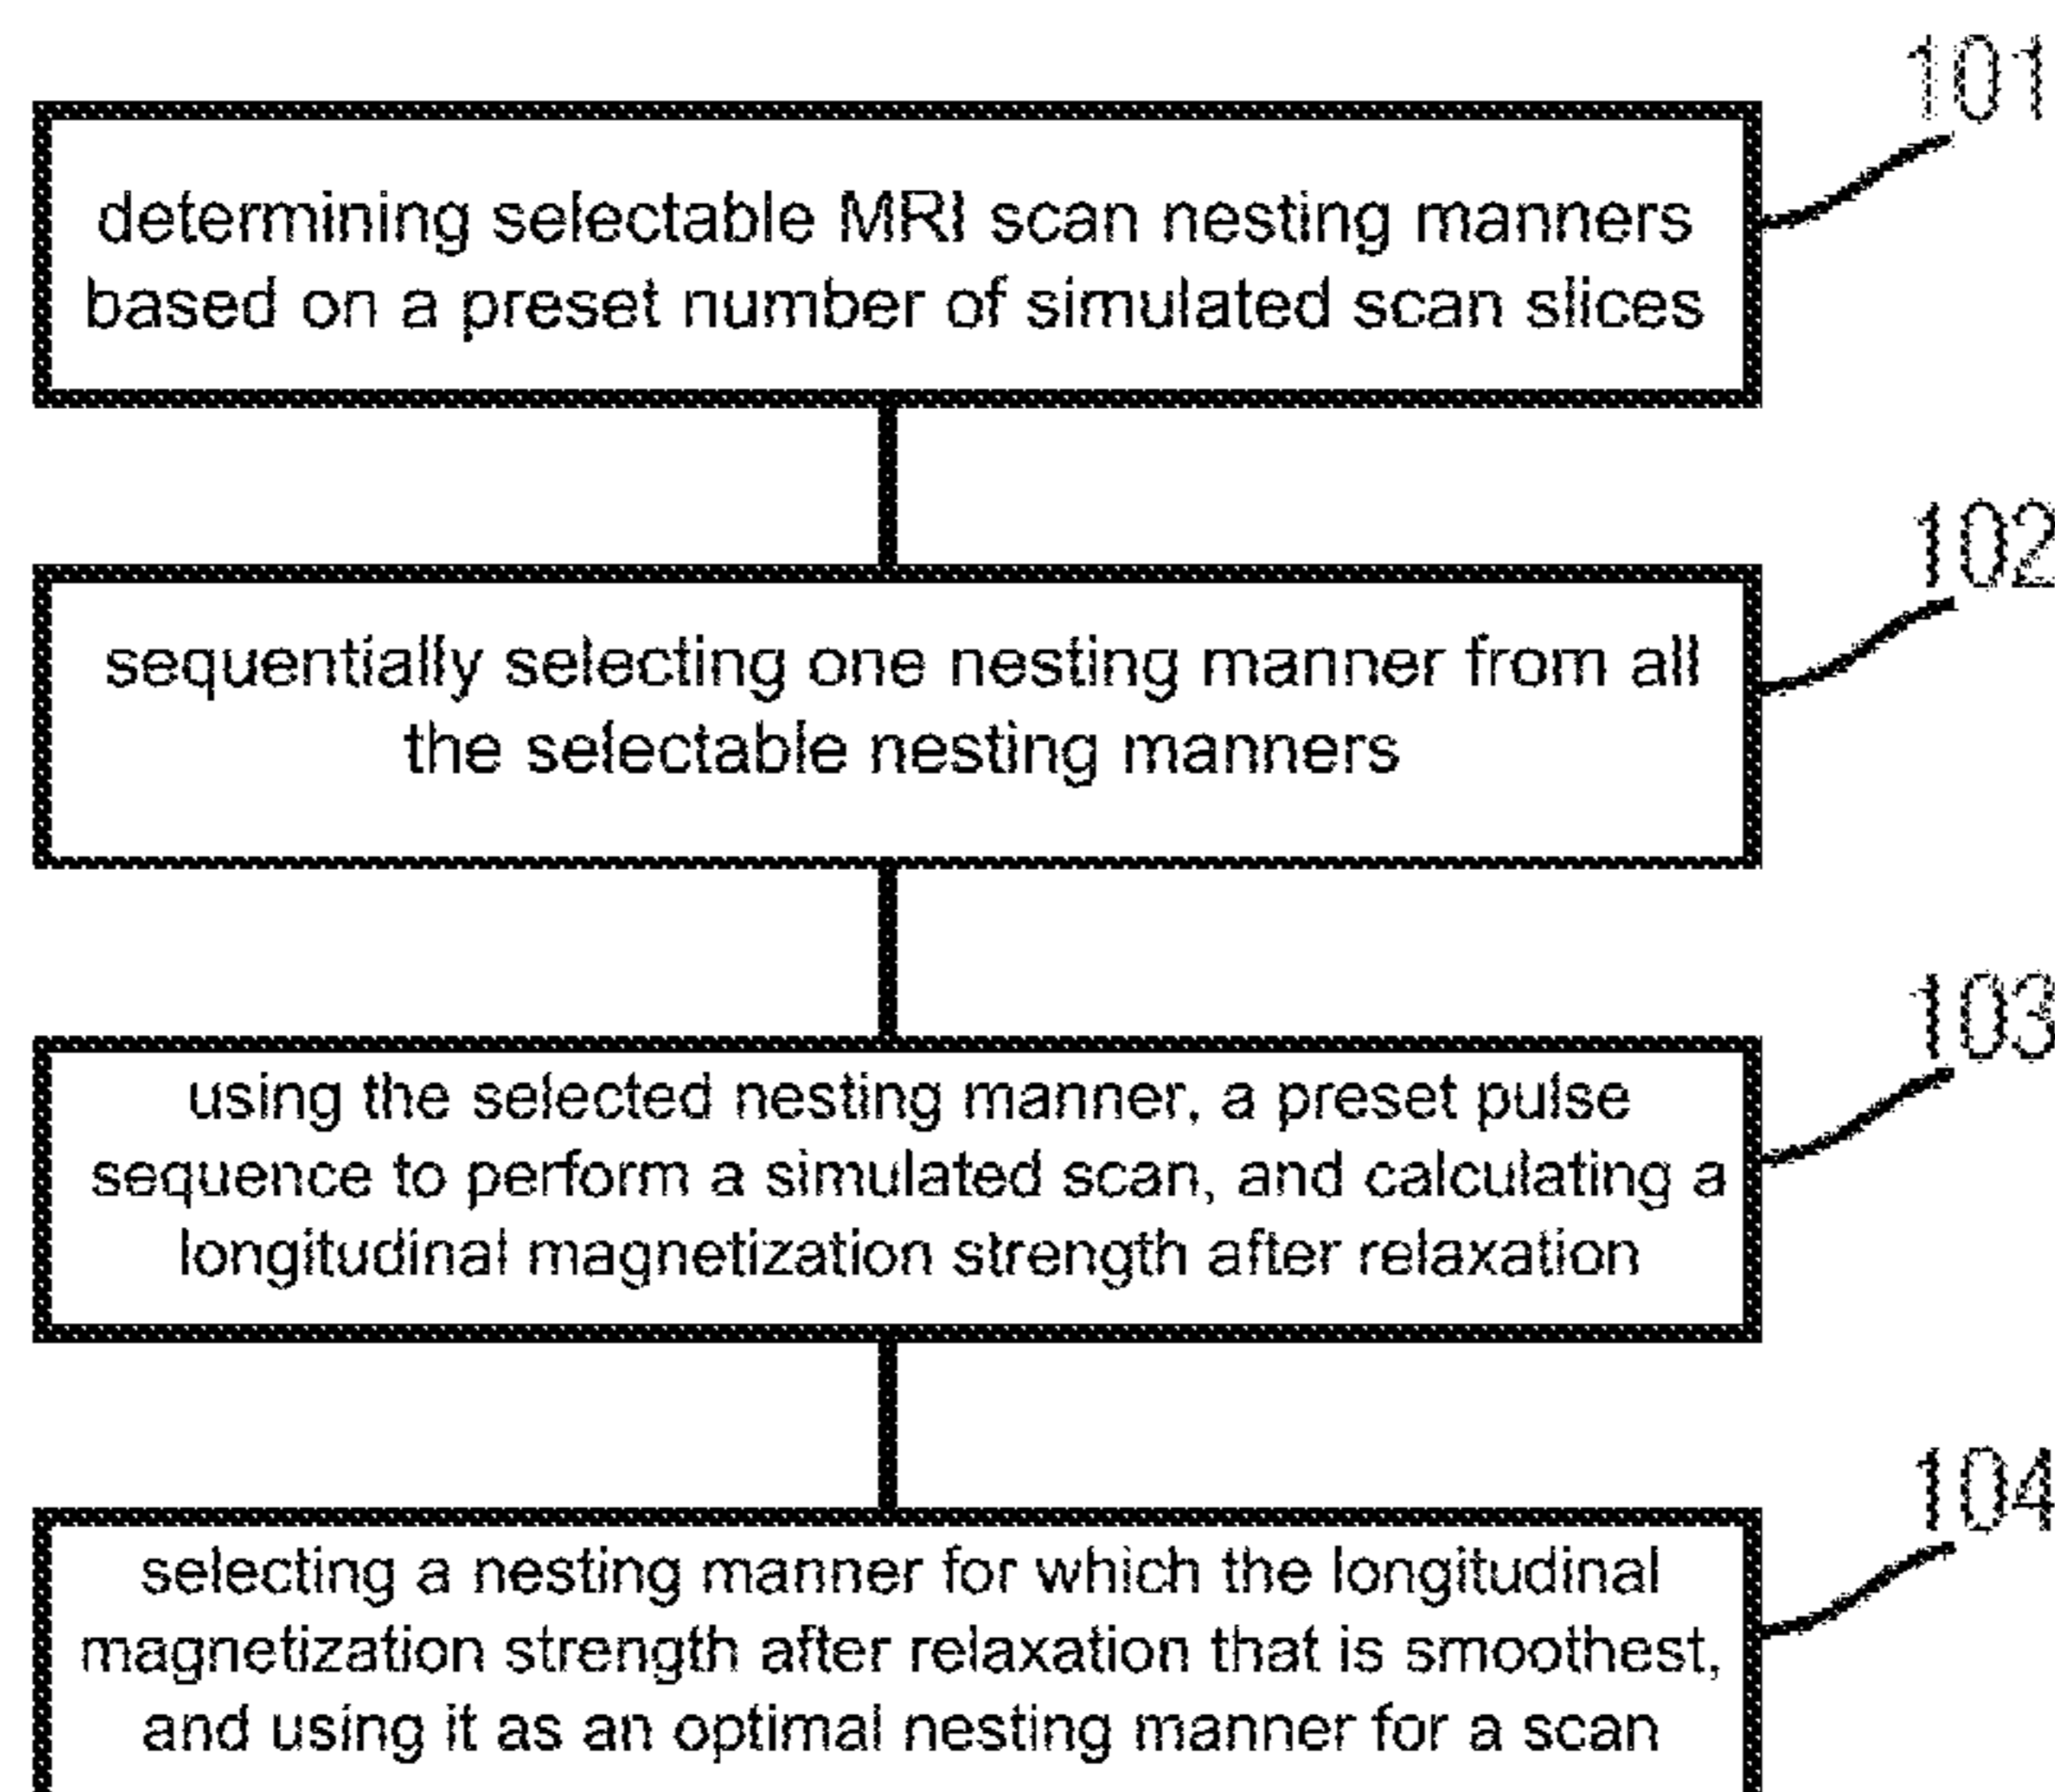 101
determining selectable MRI scan nesting manners
based on a preset number of simulated scan slices
102
sequentially selecting one nesting manner from all
the selectable nesting manners
103
using the selected nesting manner, a preset pulse
sequence to perform a simulated scan, and calculating a
longitudinal magnetization strength after relaxation
104
selecting a nesting manner for which the longitudinal
magnetization strength after relaxation that is smoothest,
and using it as an optimal nesting manner for a scan